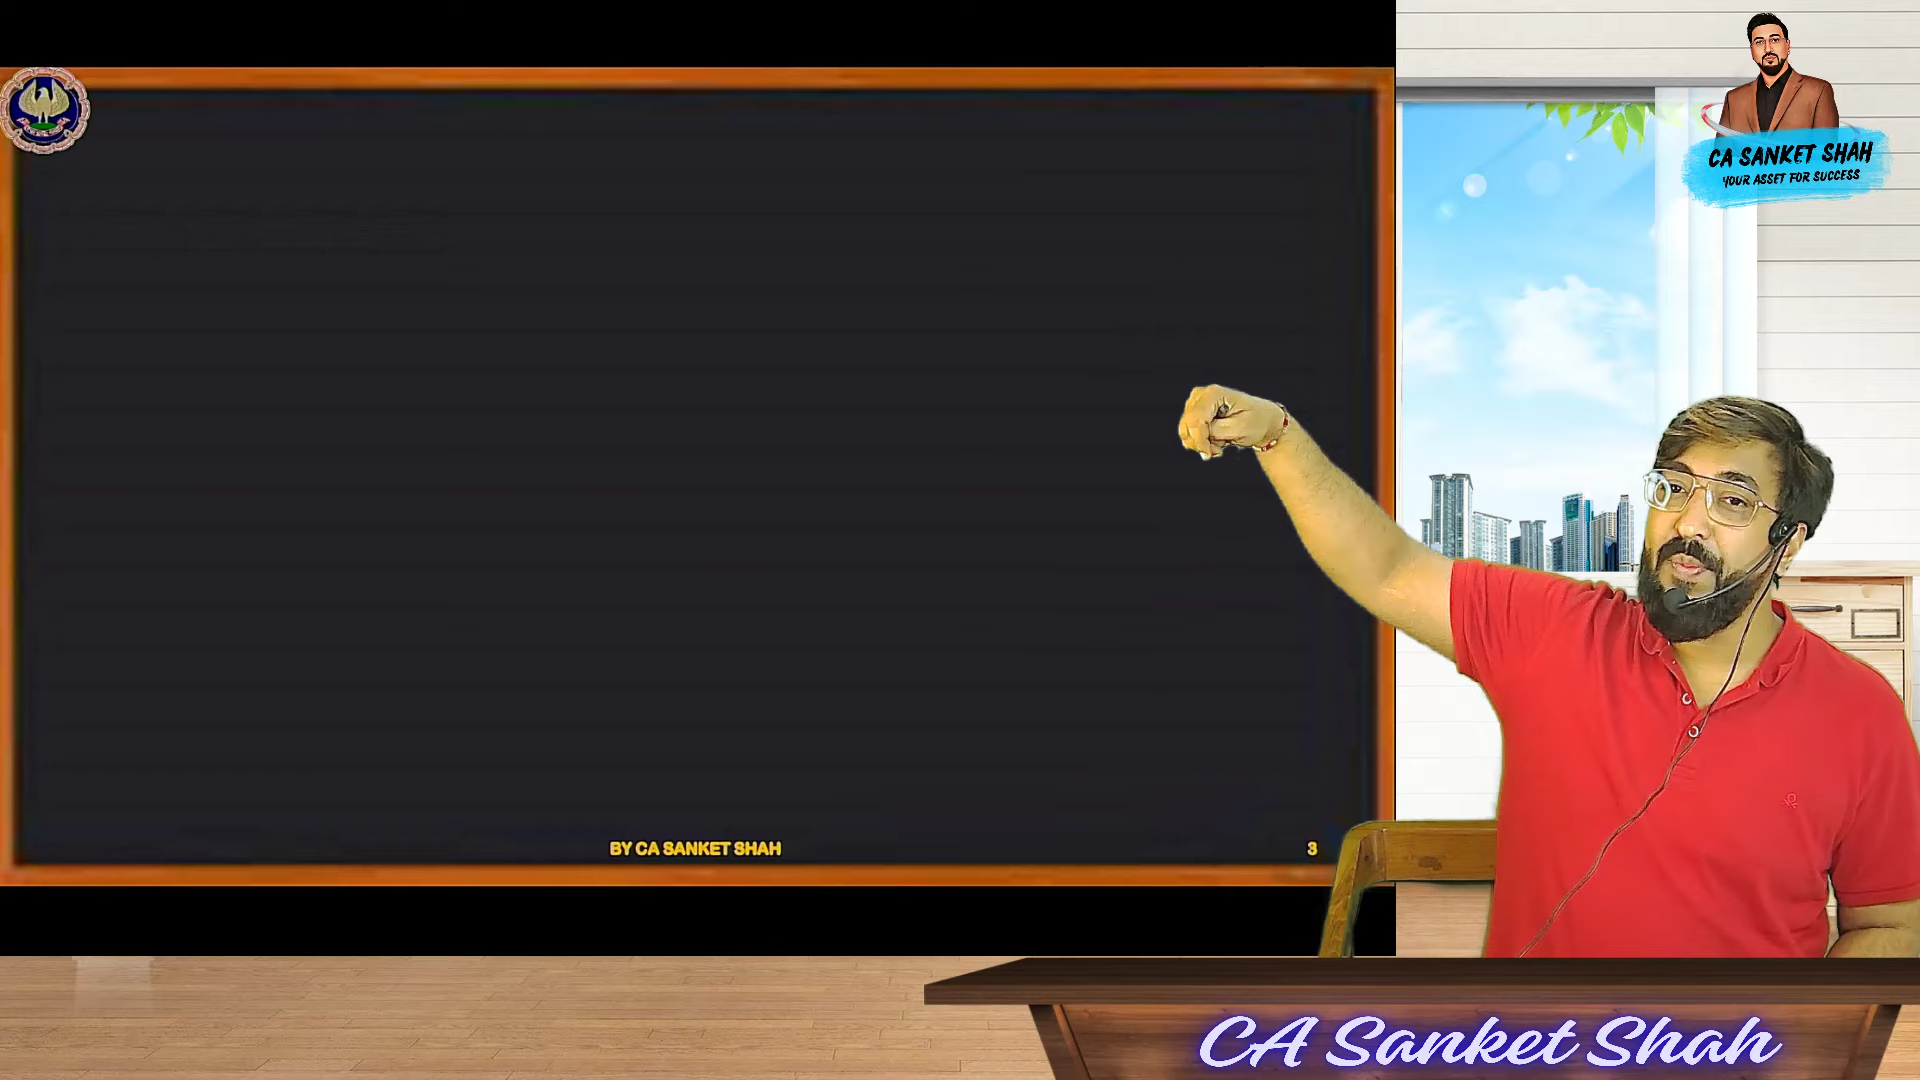 CA SANKET SHAH
YOUR ASSET FOR SUCCESS
BY CA SANKET SHAH
3
CA Sanket Shah